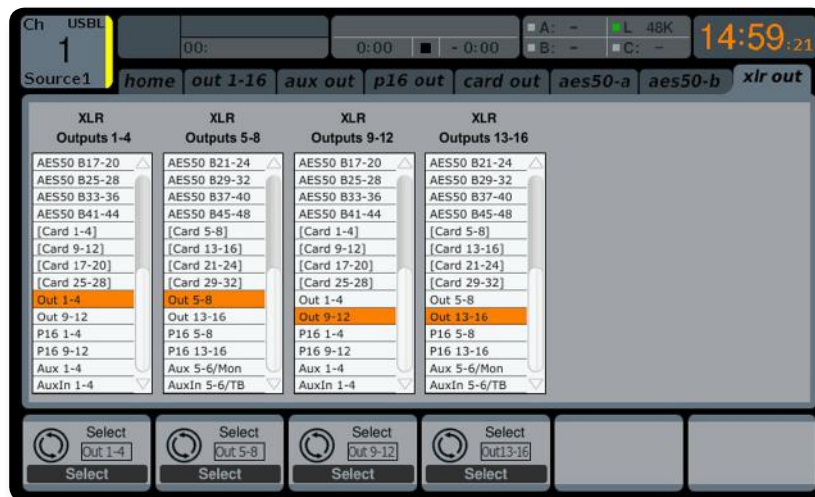 Ch USBL
1
Source1
00:
0:00 - 0:00
A: - L 48K
B: - C: -
14:59:21
home out 1-16 aux out p16 out card out aes50-a aes50-b xlr out
XLR
Outputs 1-4
AES50 B17-20
AES50 B25-28
AES50 B33-36
AES50 B41-44
[Card 1-4]
[Card 9-12]
[Card 17-20]
[Card 25-28]
Out 1-4
Out 9-12
P16 1-4
P16 9-12
Aux 1-4
AuxIn 1-4
XLR
Outputs 5-8
AES50 B21-24
AES50 B29-32
AES50 B37-40
AES50 B45-48
[Card 5-8]
[Card 13-16]
[Card 21-24]
[Card 29-32]
Out 5-8
Out 13-16
P16 5-8
P16 13-16
Aux 5-6/Mon
AuxIn 5-6/TB
XLR
Outputs 9-12
AES50 B17-20
AES50 B25-28
AES50 B33-36
AES50 B41-44
[Card 1-4]
[Card 9-12]
[Card 17-20]
[Card 25-28]
Out 1-4
Out 9-12
P16 1-4
P16 9-12
Aux 1-4
AuxIn 1-4
XLR
Outputs 13-16
AES50 B21-24
AES50 B29-32
AES50 B37-40
AES50 B45-48
[Card 5-8]
[Card 13-16]
[Card 21-24]
[Card 29-32]
Out 5-8
Out 13-16
P16 5-8
P16 13-16
Aux 5-6/Mon
AuxIn 5-6/TB
Select
Out 1-4
Select
Select
Out 5-8
Select
Select
Out 9-12
Select
Select
Out13-16
Select